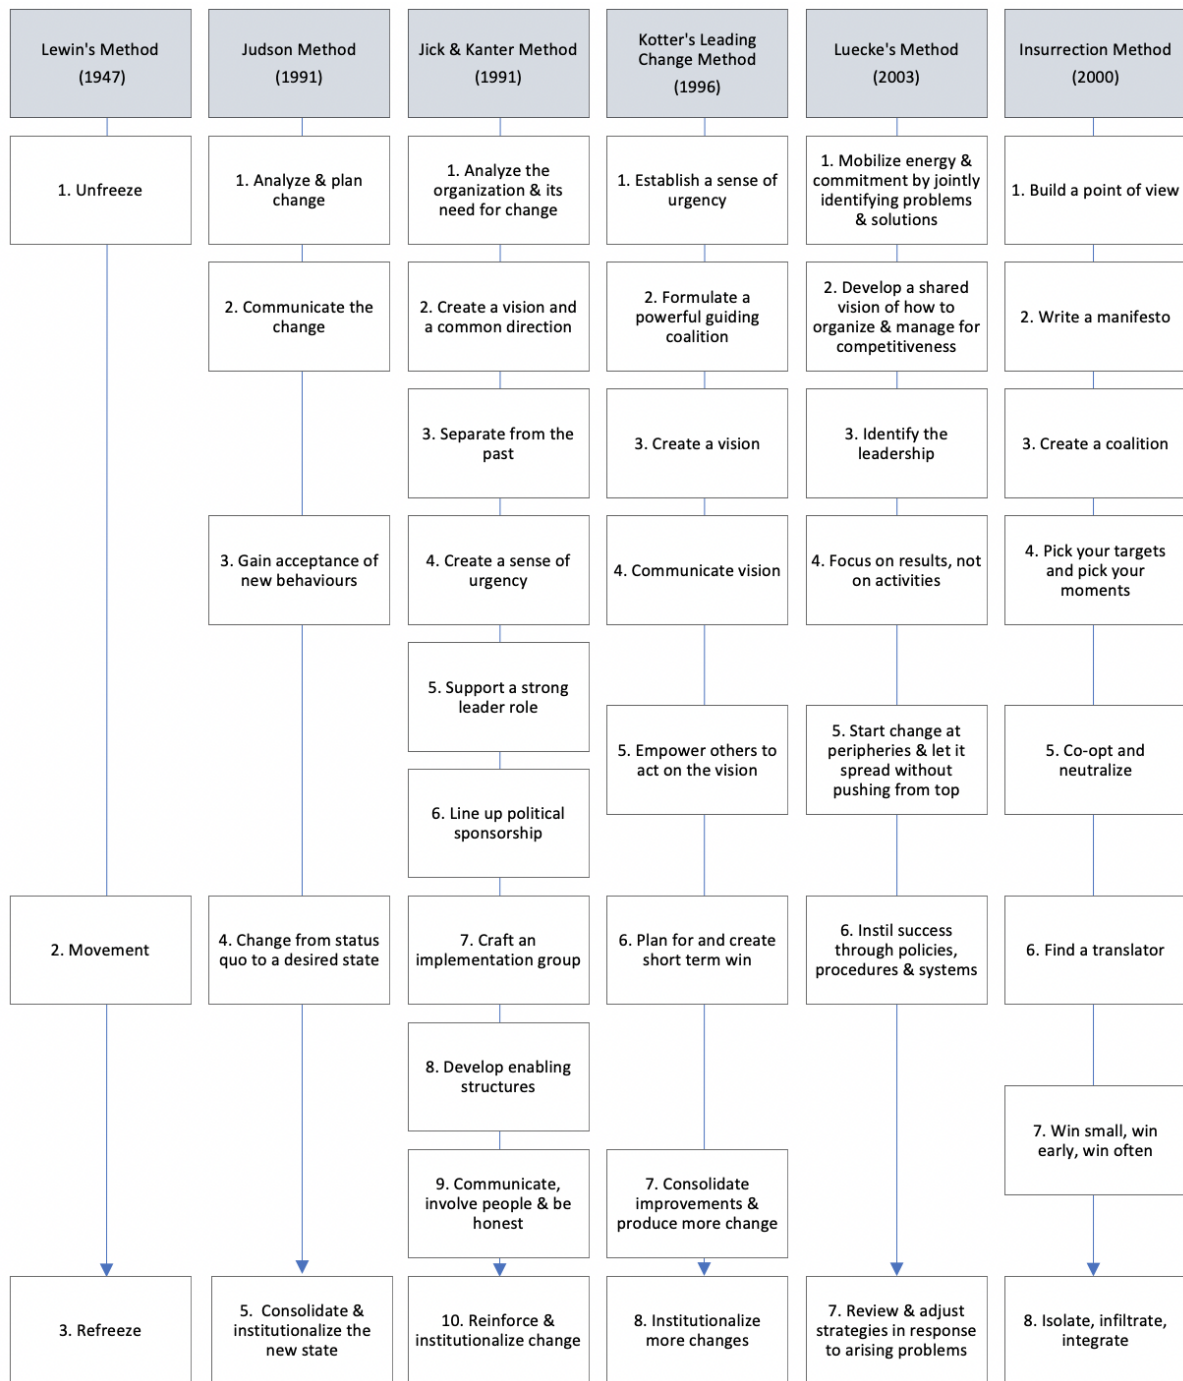 Lewin's Method
(1947)
Judson Method
(1991)
Jick & Kanter Method
(1991)
Kotter's Leading
Change Method
(1996)
Luecke's Method
(2003)
Insurrection Method
(2000)
1. Unfreeze
2. Movement
3. Refreeze
1. Analyze & plan
change
2. Communicate the
change
3. Gain acceptance of
new behaviours
4. Change from status
quo to a desired state
5. Consolidate &
institutionalize the
new state
1. Analyze the
organization & its
need for change
2. Create a vision and
a common direction
3. Separate from the
past
4. Create a sense of
urgency
5. Support a strong
leader role
6. Line up political
sponsorship
7. Craft an
implementation group
8. Develop enabling
structures
9. Communicate,
involve people & be
honest
10. Reinforce &
institutionalize change
1. Establish a sense of
urgency
2. Formulate a
powerful guiding
coalition
3. Create a vision
4. Communicate vision
5. Empower others to
act on the vision
6. Plan for and create
short term win
7. Consolidate
improvements &
produce more change
8. Institutionalize
more changes
1. Mobilize energy &
commitment by jointly
identifying problems
& solutions
2. Develop a shared
vision of how to
organize & manage for
competitiveness
3. Identify the
leadership
4. Focus on results, not
on activities
5. Start change at
peripheries & let it
spread without
pushing from top
6. Instil success
through policies,
procedures & systems
7. Review & adjust
strategies in response
to arising problems
1. Build a point of view
2. Write a manifesto
3. Create a coalition
4. Pick your targets
and pick your
moments
5. Co-opt and
neutralize
6. Find a translator
7. Win small, win
early, win often
8. Isolate, infiltrate,
integrate